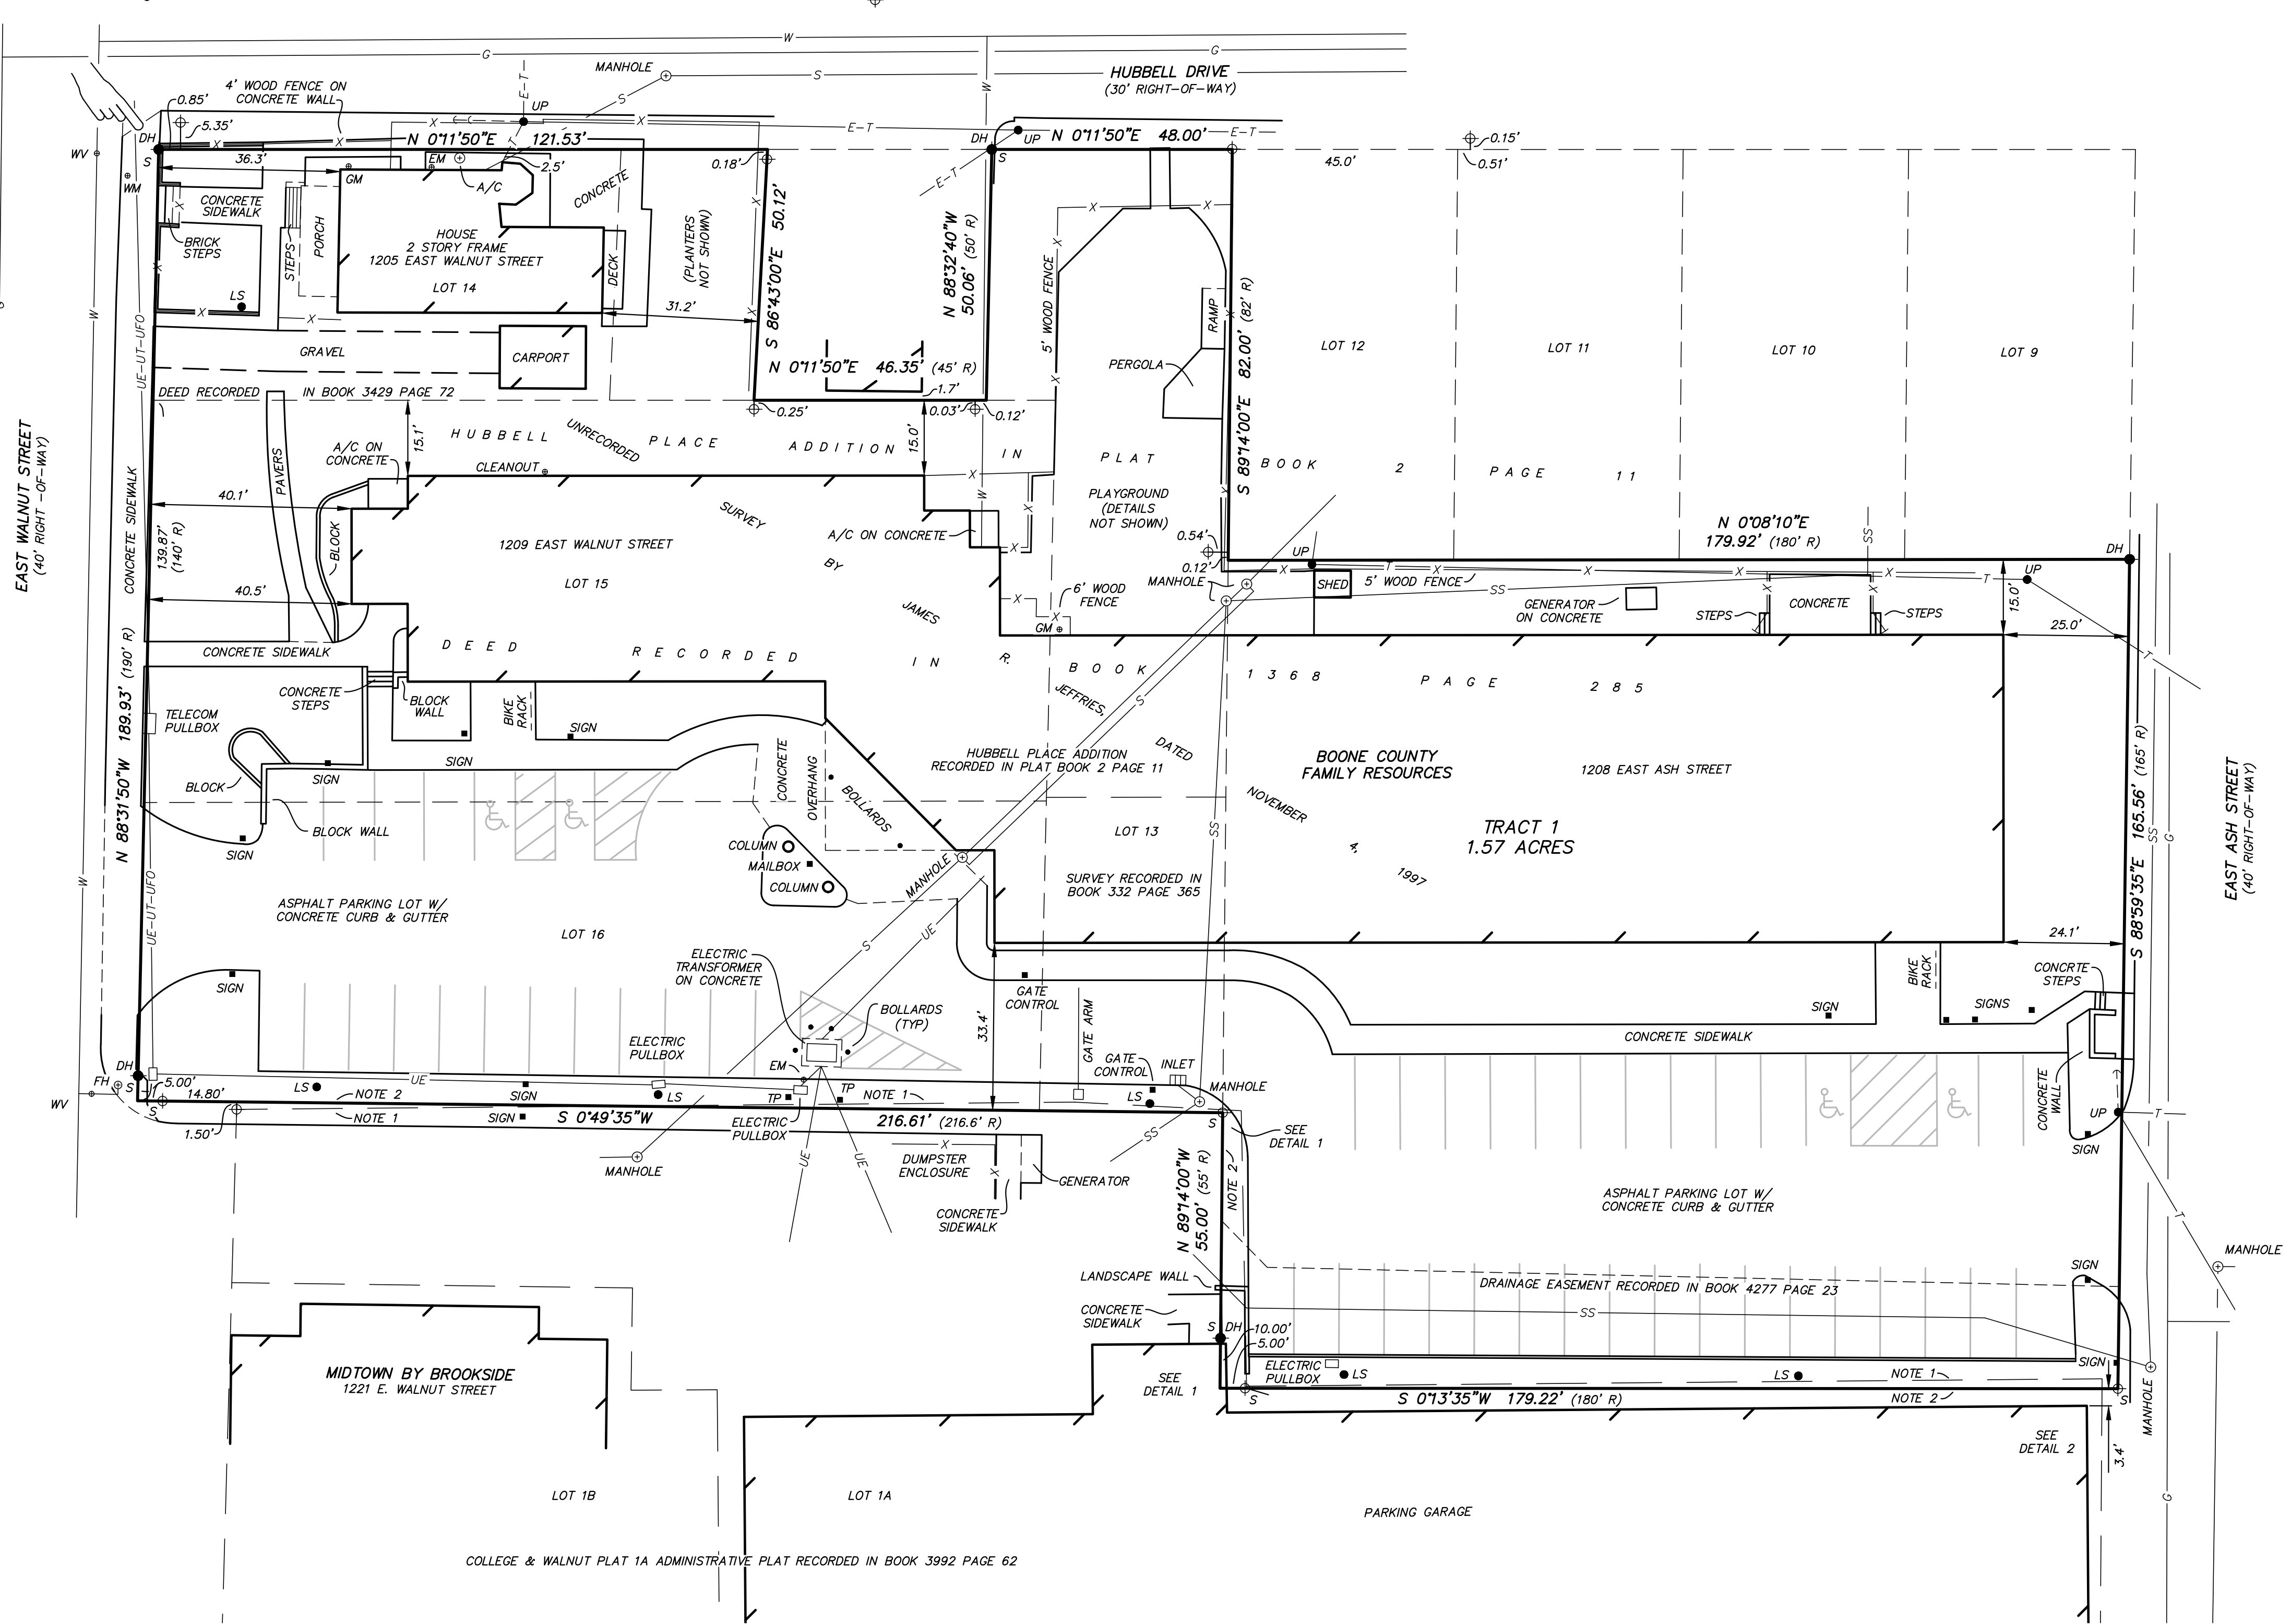 W
G
G
MANHOLE
S
HUBBELL DRIVE
(30' RIGHT-OF-WAY)
4' WOOD FENCE ON
CONCRETE WALL
E-T
W
0.85'
5.35'
UP
S
X
X
E-T
DH
UP
N 0°11'50"E 48.00'
E-T
0.15'
0.51'
45.0'
DH
S
X
X
N 0°11'50"E 121.53'
E-T
S
WV
WM
36.3'
GM
EM
A/C
2.5'
0.18'
CONCRETE
CONCRETE
SIDEWALK
X
BRICK
STEPS
STEPS
PORCH
HOUSE
2 STORY FRAME
1205 EAST WALNUT STREET
LOT 14
DECK
(PLANTERS
NOT SHOWN)
X
S 86°43'00"E 50.12'
N 88°32'40"W
50.06' (50' R)
E-T
X
X
5' WOOD FENCE
X
RAMP
X
S 89°14'00"E 82.00' (82' R)
X
LS
X
X
31.2'
X
UE-UT-UFO
W
GRAVEL
CARPORT
N 0°11'50"E 46.35' (45' R)
1.7'
X
PERGOLA
LOT 12
LOT 11
LOT 10
LOT 9
DEED RECORDED IN BOOK 3429 PAGE 72
0.25'
0.03'
0.12'
EAST WALNUT STREET
(40' RIGHT -OF-WAY)
CONCRETE SIDEWALK
PAVERS
A/C ON
CONCRETE
15.1'
HUBBELL PLACE ADDITION IN PLAT BOOK 2 PAGE 11
UNRECORDED
CLEANOUT
15.0'
X
W
X
X
40.1'
139.87'
(140' R)
BLOCK
SURVEY
PLAYGROUND
(DETAILS
NOT SHOWN)
X
1209 EAST WALNUT STREET
A/C ON CONCRETE
X
0.54'
0.12'
N 0°08'10"E
179.92' (180' R)
SS
DH
LOT 15
BY
40.5'
MANHOLE
UP
X
T
X
X
X
X
T
UP
SHED
5' WOOD FENCE
SS
6' WOOD
FENCE
X
X
GM
GENERATOR
ON CONCRETE
STEPS
X
CONCRETE
X
STEPS
15.0'
JAMES
25.0'
CONCRETE SIDEWALK
DEED RECORDED IN BOOK 1368 PAGE 285
R.
T
N 88°31'50"W 189.93' (190' R)
CONCRETE
STEPS
BLOCK
WALL
BIKE
RACK
SIGN
JEFFRIES,
S
TELECOM
PULLBOX
SIGN
SIGN
BLOCK
BLOCK WALL
SIGN
CONCRETE
OVERHANG
BOLLARDS
HUBBELL PLACE ADDITION
RECORDED IN PLAT BOOK 2 PAGE 11
DATED
BOONE COUNTY
FAMILY RESOURCES
1208 EAST ASH STREET
S 88°59'35"E 165.56' (165' R)
EAST ASH STREET
(40' RIGHT-OF-WAY)
SS
G
NOVEMBER
SS
LOT 13
TRACT 1
1.57 ACRES
COLUMN
MAILBOX
COLUMN
MANHOLE
SURVEY RECORDED IN
BOOK 332 PAGE 365
4,
1997
W
UE-UT-UFO
ASPHALT PARKING LOT W/
CONCRETE CURB & GUTTER
LOT 16
S
UE
ELECTRIC
TRANSFORMER
ON CONCRETE
24.1'
CONCRTE
STEPS
BIKE
RACK
SIGN
SIGNS
SIGN
GATE
CONTROL
BOLLARDS
(TYP)
33.4'
GATE ARM
CONCRETE SIDEWALK
ELECTRIC
PULLBOX
GATE
CONTROL
INLET
CONCRETE
WALL
DH
FH
S
5.00'
14.80'
UE
EM
MANHOLE
WV
S
LS
NOTE 2
SIGN
LS
TP
TP
NOTE 1
LS
1.50'
NOTE 1
SIGN
S 0°49'35"W
ELECTRIC
PULLBOX
216.61' (216.6' R)
S
SEE
DETAIL 1
UP
T
SIGN
MANHOLE
UE
UE
X
DUMPSTER
ENCLOSURE
X
GENERATOR
SS
N 89°14'00"W
55.00' (55' R)
NOTE 2
CONCRETE
SIDEWALK
ASPHALT PARKING LOT W/
CONCRETE CURB & GUTTER
T
MANHOLE
LANDSCAPE WALL
SIGN
DRAINAGE EASEMENT RECORDED IN BOOK 4277 PAGE 23
SS
CONCRETE
SIDEWALK
S DH
10.00'
5.00'
MIDTOWN BY BROOKSIDE
1221 E. WALNUT STREET
SEE
DETAIL 1
ELECTRIC
PULLBOX
LS
LS
NOTE 1
SIGN
S
S 0°13'35"W 179.22' (180' R)
NOTE 2
S
MANHOLE
SEE
DETAIL 2
3.4'
LOT 1B
LOT 1A
PARKING GARAGE
G
COLLEGE & WALNUT PLAT 1A ADMINISTRATIVE PLAT RECORDED IN BOOK 3992 PAGE 62